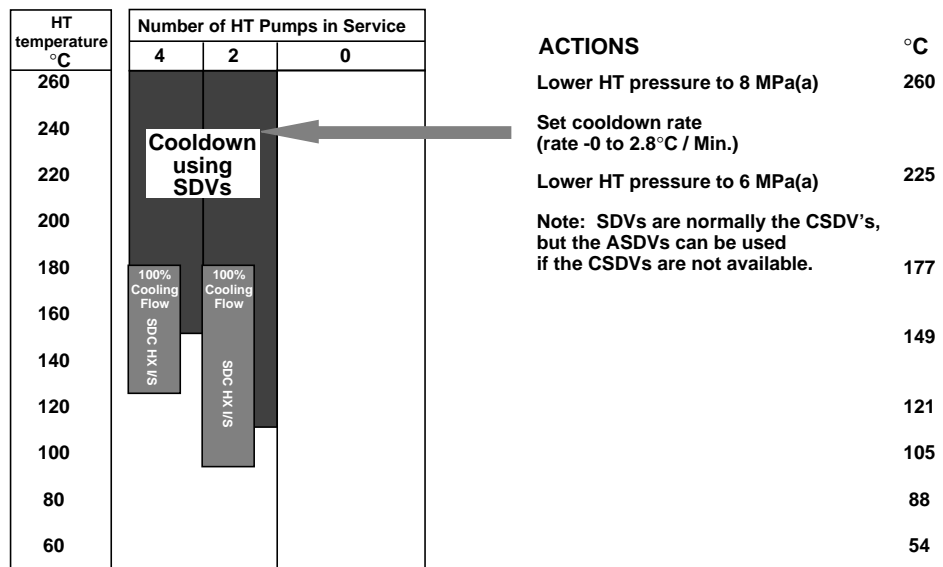 HT
temperature
°C
Number of HT Pumps in Service
4 2 0
260
240
220
200
180
160
140
120
100
80
60
Cooldown
using
SDVs
100%
Cooling
Flow
SDC HX I/S
100%
Cooling
Flow
SDC HX I/S
ACTIONS °C
Lower HT pressure to 8 MPa(a) 260
Set cooldown rate
(rate -0 to 2.8°C / Min.)
Lower HT pressure to 6 MPa(a) 225
Note: SDVs are normally the CSDV's,
but the ASDVs can be used
if the CSDVs are not available. 177
149
121
105
88
54